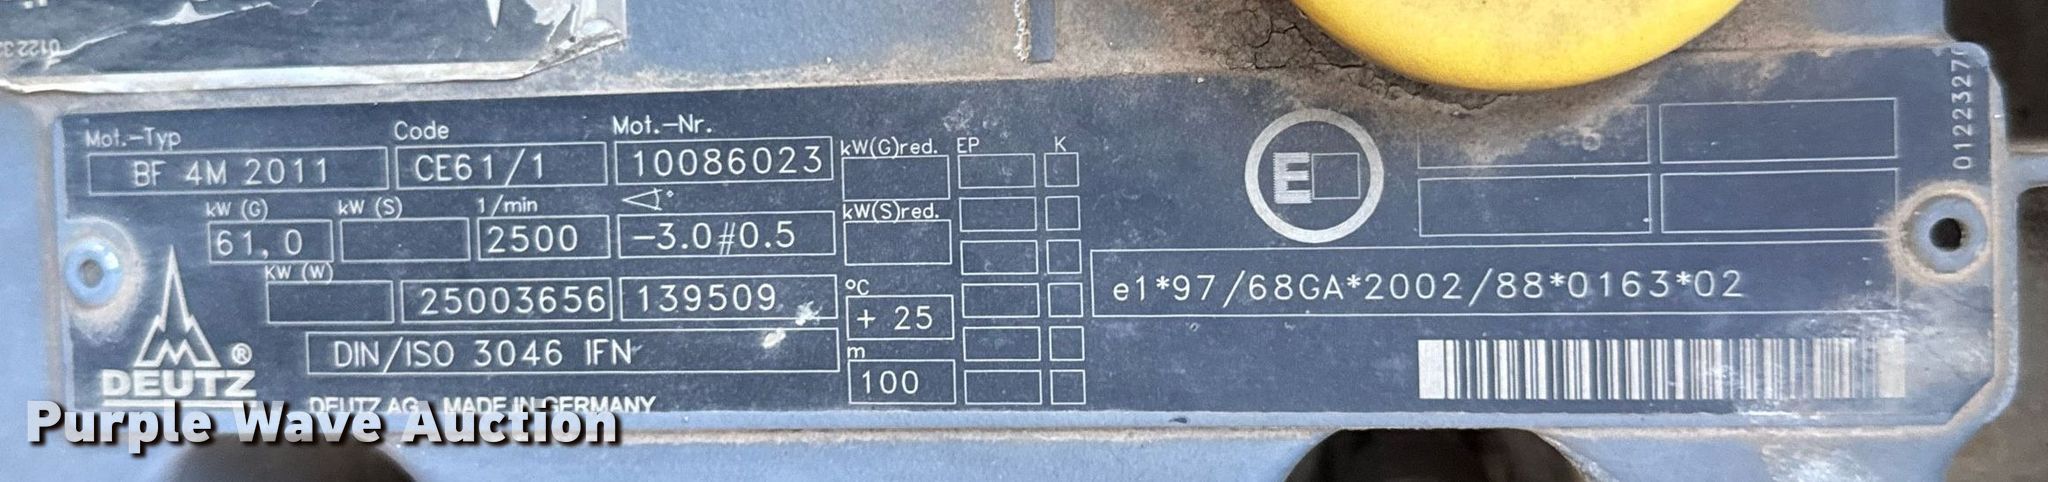 Mot.-Typ Code Mot.-Nr.
BF 4M 2011 CE61/1 10086023 kW(G)red. EP K
kW (G) kW (S) 1/min °
61,0 2500 -3.0#0.5 kW(S)red.
KW (W)
25003656 139509 °C
+ 25
DIN/ISO 3046 IFN m
100
DEUTZ®
DEUTZ AG MADE IN GERMANY
E
e1*97/68GA*2002/88*0163*02
0122327
Purple Wave Auction